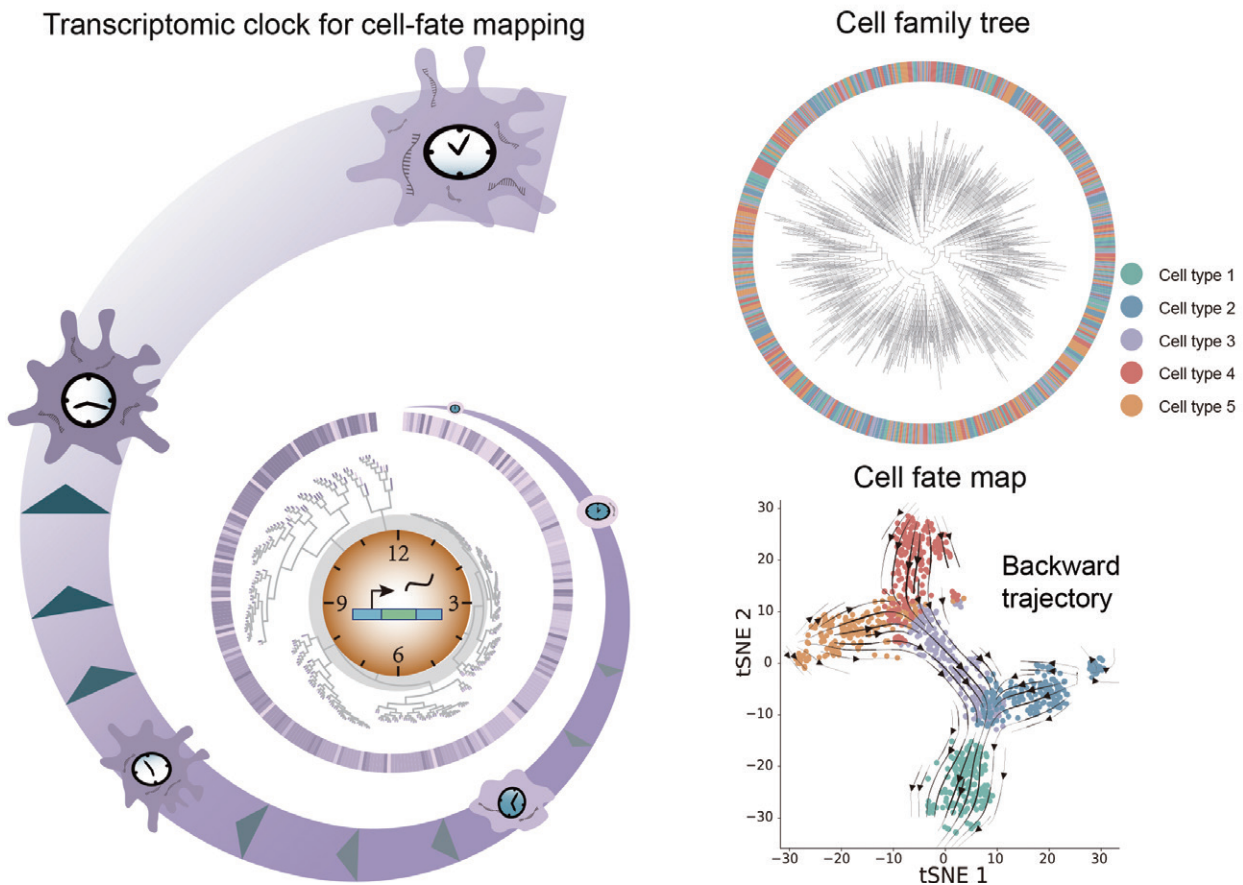 Transcriptomic clock for cell-fate mapping
12
3
6
9
Cell family tree
Cell type 1
Cell type 2
Cell type 3
Cell type 4
Cell type 5
Cell fate map
Backward
trajectory
tSNE 2
30
20
10
0
−10
−20
−30
−30 −20 −10 0 10 20 30
tSNE 1